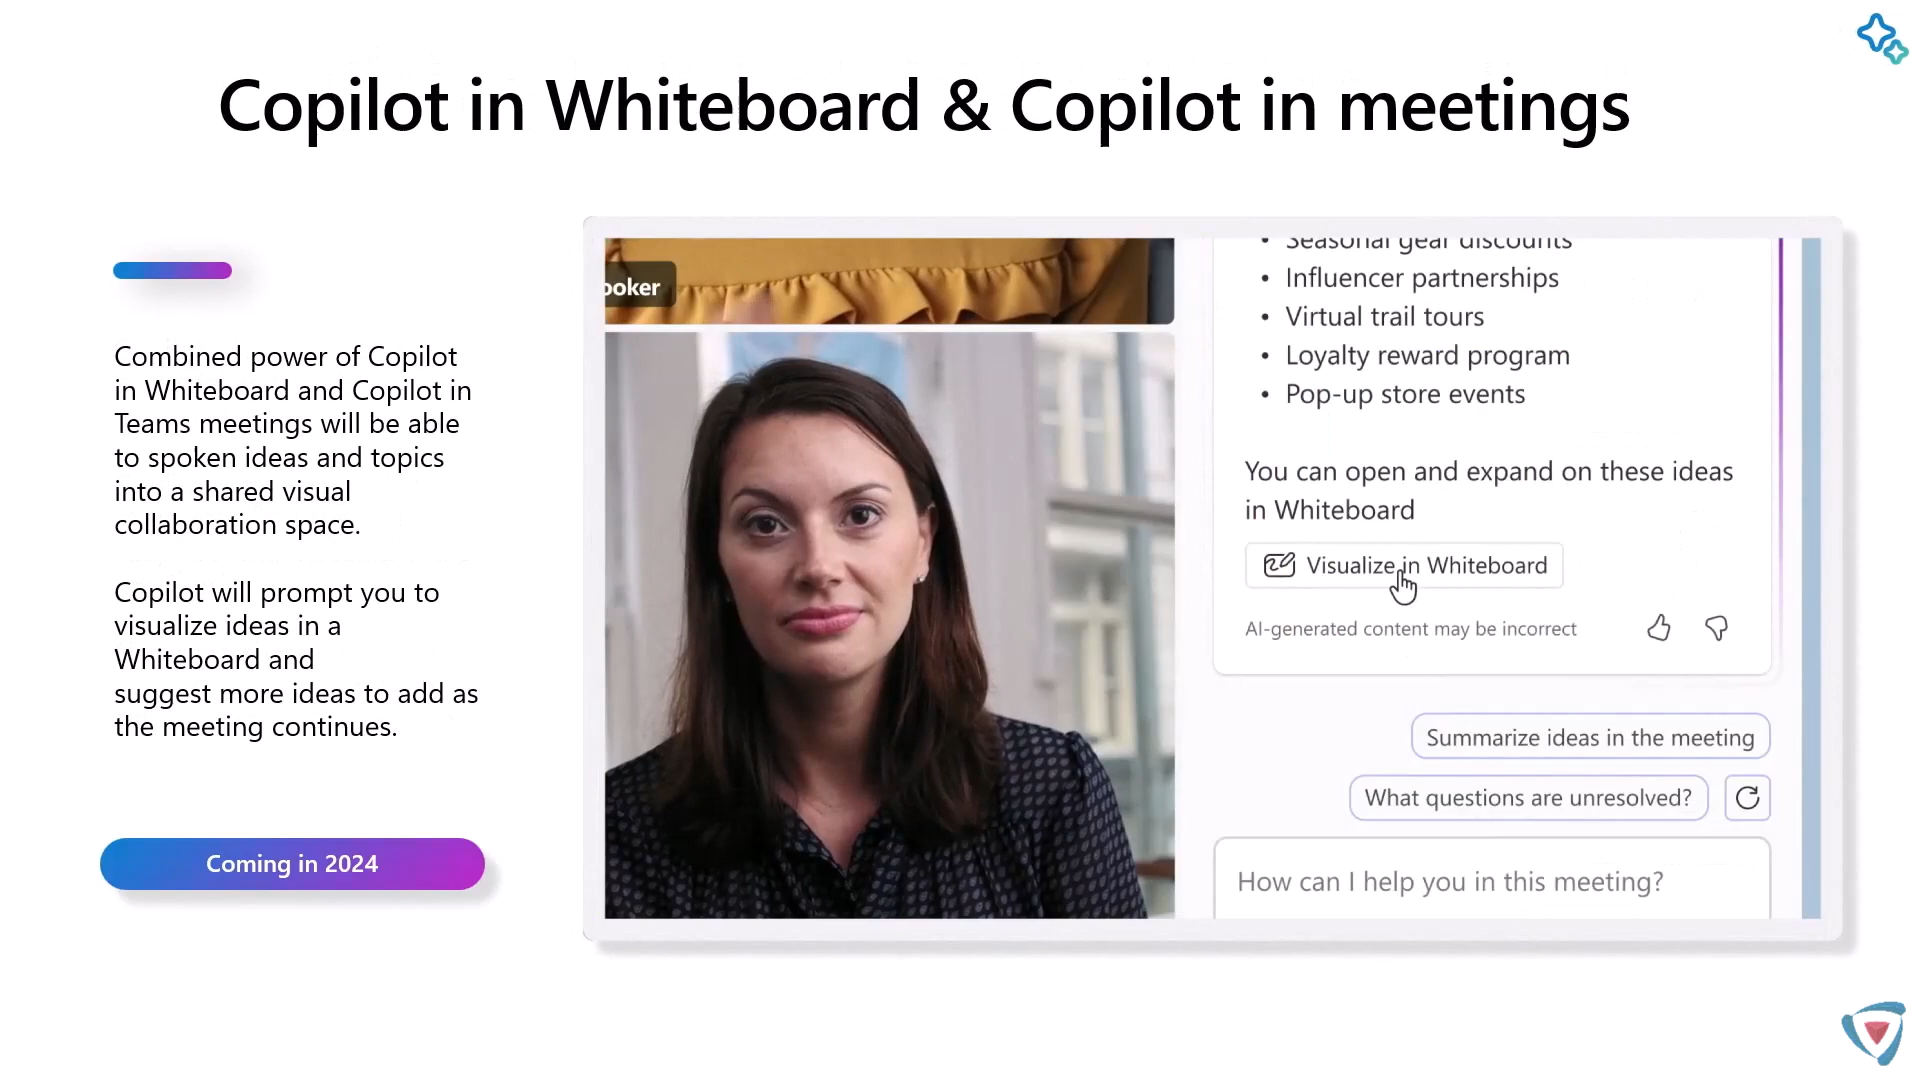 Copilot in Whiteboard & Copilot in meetings
Combined power of Copilot
in Whiteboard and Copilot in
Teams meetings will be able
to spoken ideas and topics
into a shared visual
collaboration space.
Copilot will prompt you to
visualize ideas in a
Whiteboard and
suggest more ideas to add as
the meeting continues.
Coming in 2024
ooker
• Seasonal gear discounts
• Influencer partnerships
• Virtual trail tours
• Loyalty reward program
• Pop-up store events
You can open and expand on these ideas
in Whiteboard
Visualize in Whiteboard
AI-generated content may be incorrect
Summarize ideas in the meeting
What questions are unresolved?
How can I help you in this meeting?